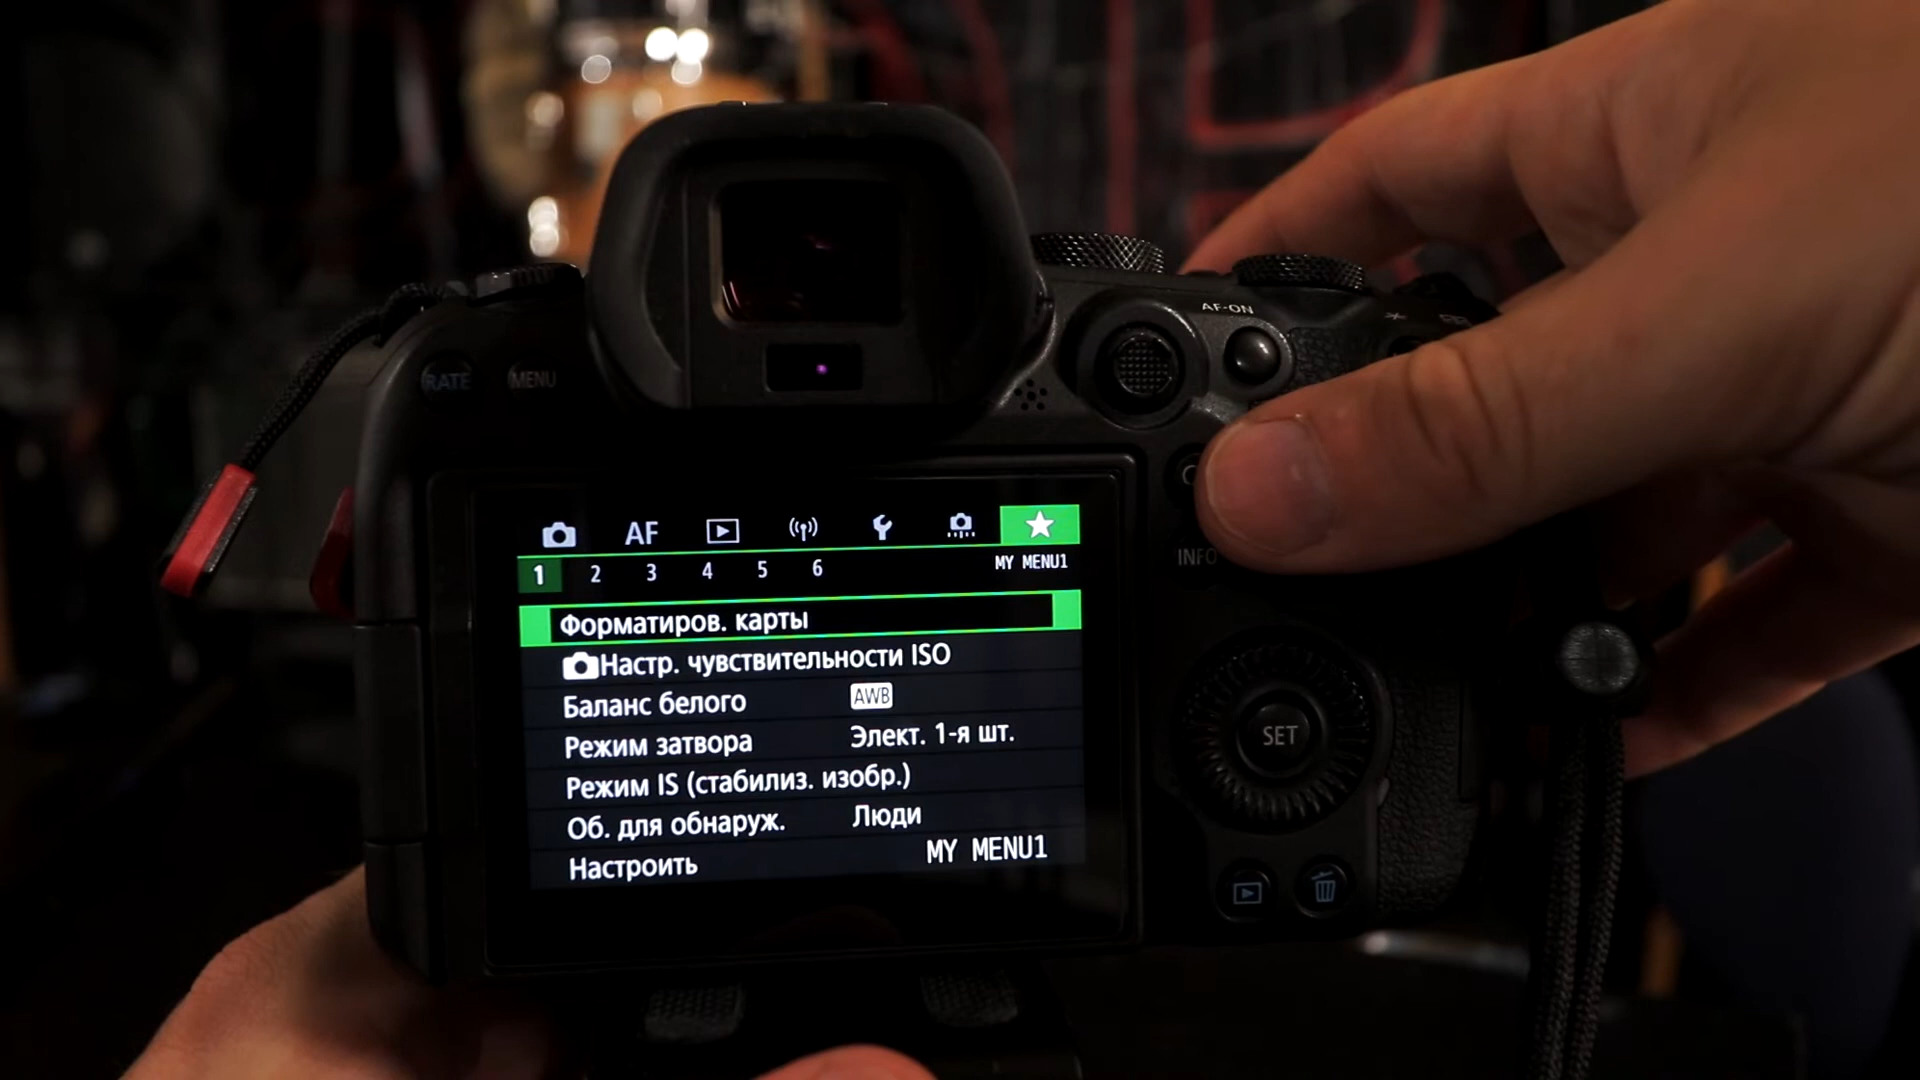 AF-ON
RATE
MENU
AF
1 2 3 4 5 6 MY MENU1
INFO
Форматиров. карты
Настр. чувствительности ISO
Баланс белого AWB
Режим затвора Элект. 1-я шт.
Режим IS (стабилиз. изобр.)
Об. для обнаруж. Люди
Настроить MY MENU1
SET